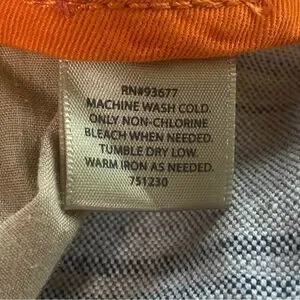 RN#93677
MACHINE WASH COLD.
ONLY NON-CHLORINE
BLEACH WHEN NEEDED.
TUMBLE DRY LOW.
WARM IRON AS NEEDED.
751230